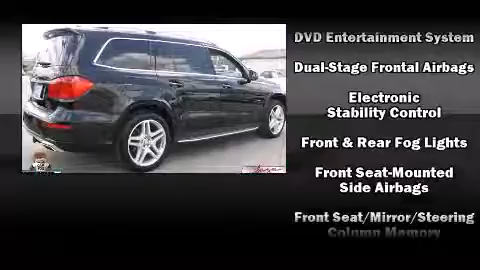 DVD Entertainment System
Dual-Stage Frontal Airbags
Electronic
Stability Control
Front & Rear Fog Lights
Front Seat-Mounted
Side Airbags
Front Seat/Mirror/Steering
Column Memory